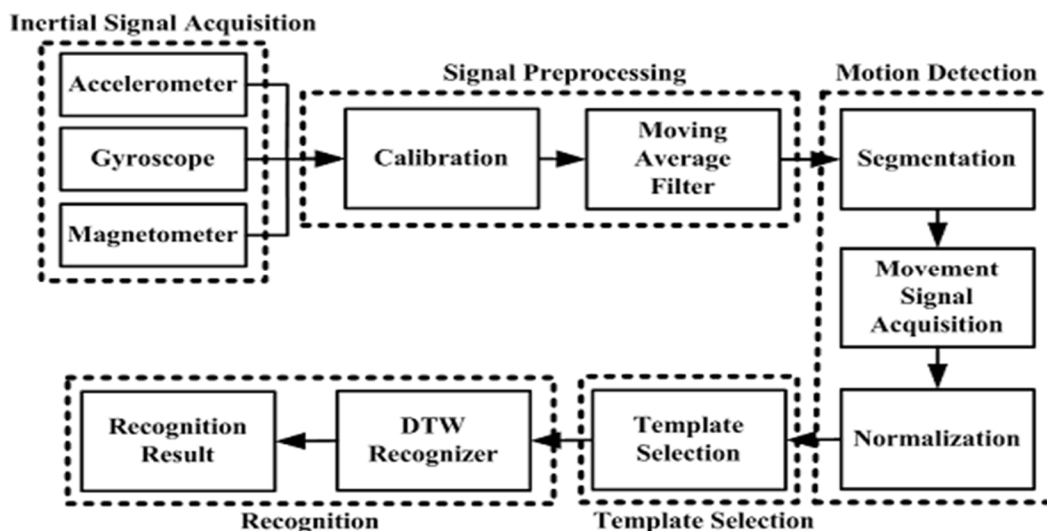 Inertial Signal Acquisition
Accelerometer
Gyroscope
Magnetometer
Signal Preprocessing
Calibration
Moving
Average
Filter
Motion Detection
Segmentation
Movement
Signal
Acquisition
Normalization
Template
Selection
Template Selection
DTW
Recognizer
Recognition
Result
Recognition